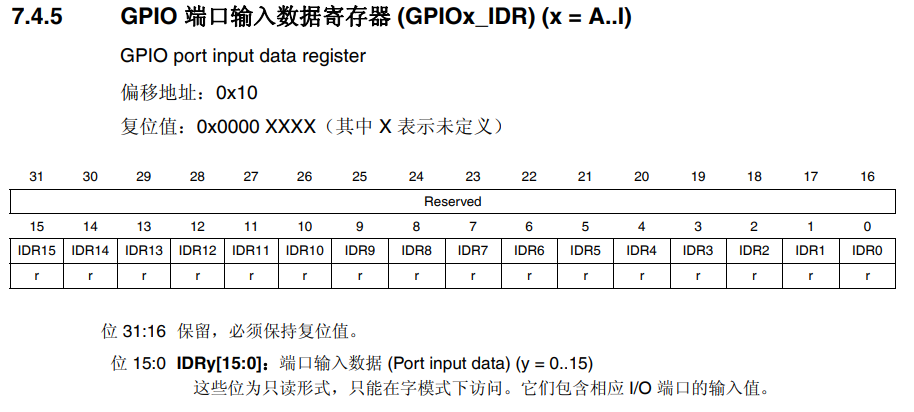 7.4.5 GPIO 端口输入数据寄存器 (GPIOx_IDR) (x = A..I)
GPIO port input data register
偏移地址：0x10
复位值：0x0000 XXXX（其中 X 表示未定义）
31 30 29 28 27 26 25 24 23 22 21 20 19 18 17 16
Reserved
15 14 13 12 11 10 9 8 7 6 5 4 3 2 1 0
IDR15 IDR14 IDR13 IDR12 IDR11 IDR10 IDR9 IDR8 IDR7 IDR6 IDR5 IDR4 IDR3 IDR2 IDR1 IDR0
r r r r r r r r r r r r r r r r
位 31:16 保留，必须保持复位值。
位 15:0 IDRy[15:0]：端口输入数据 (Port input data) (y = 0..15)
这些位为只读形式，只能在字模式下访问。它们包含相应 I/O 端口的输入值。